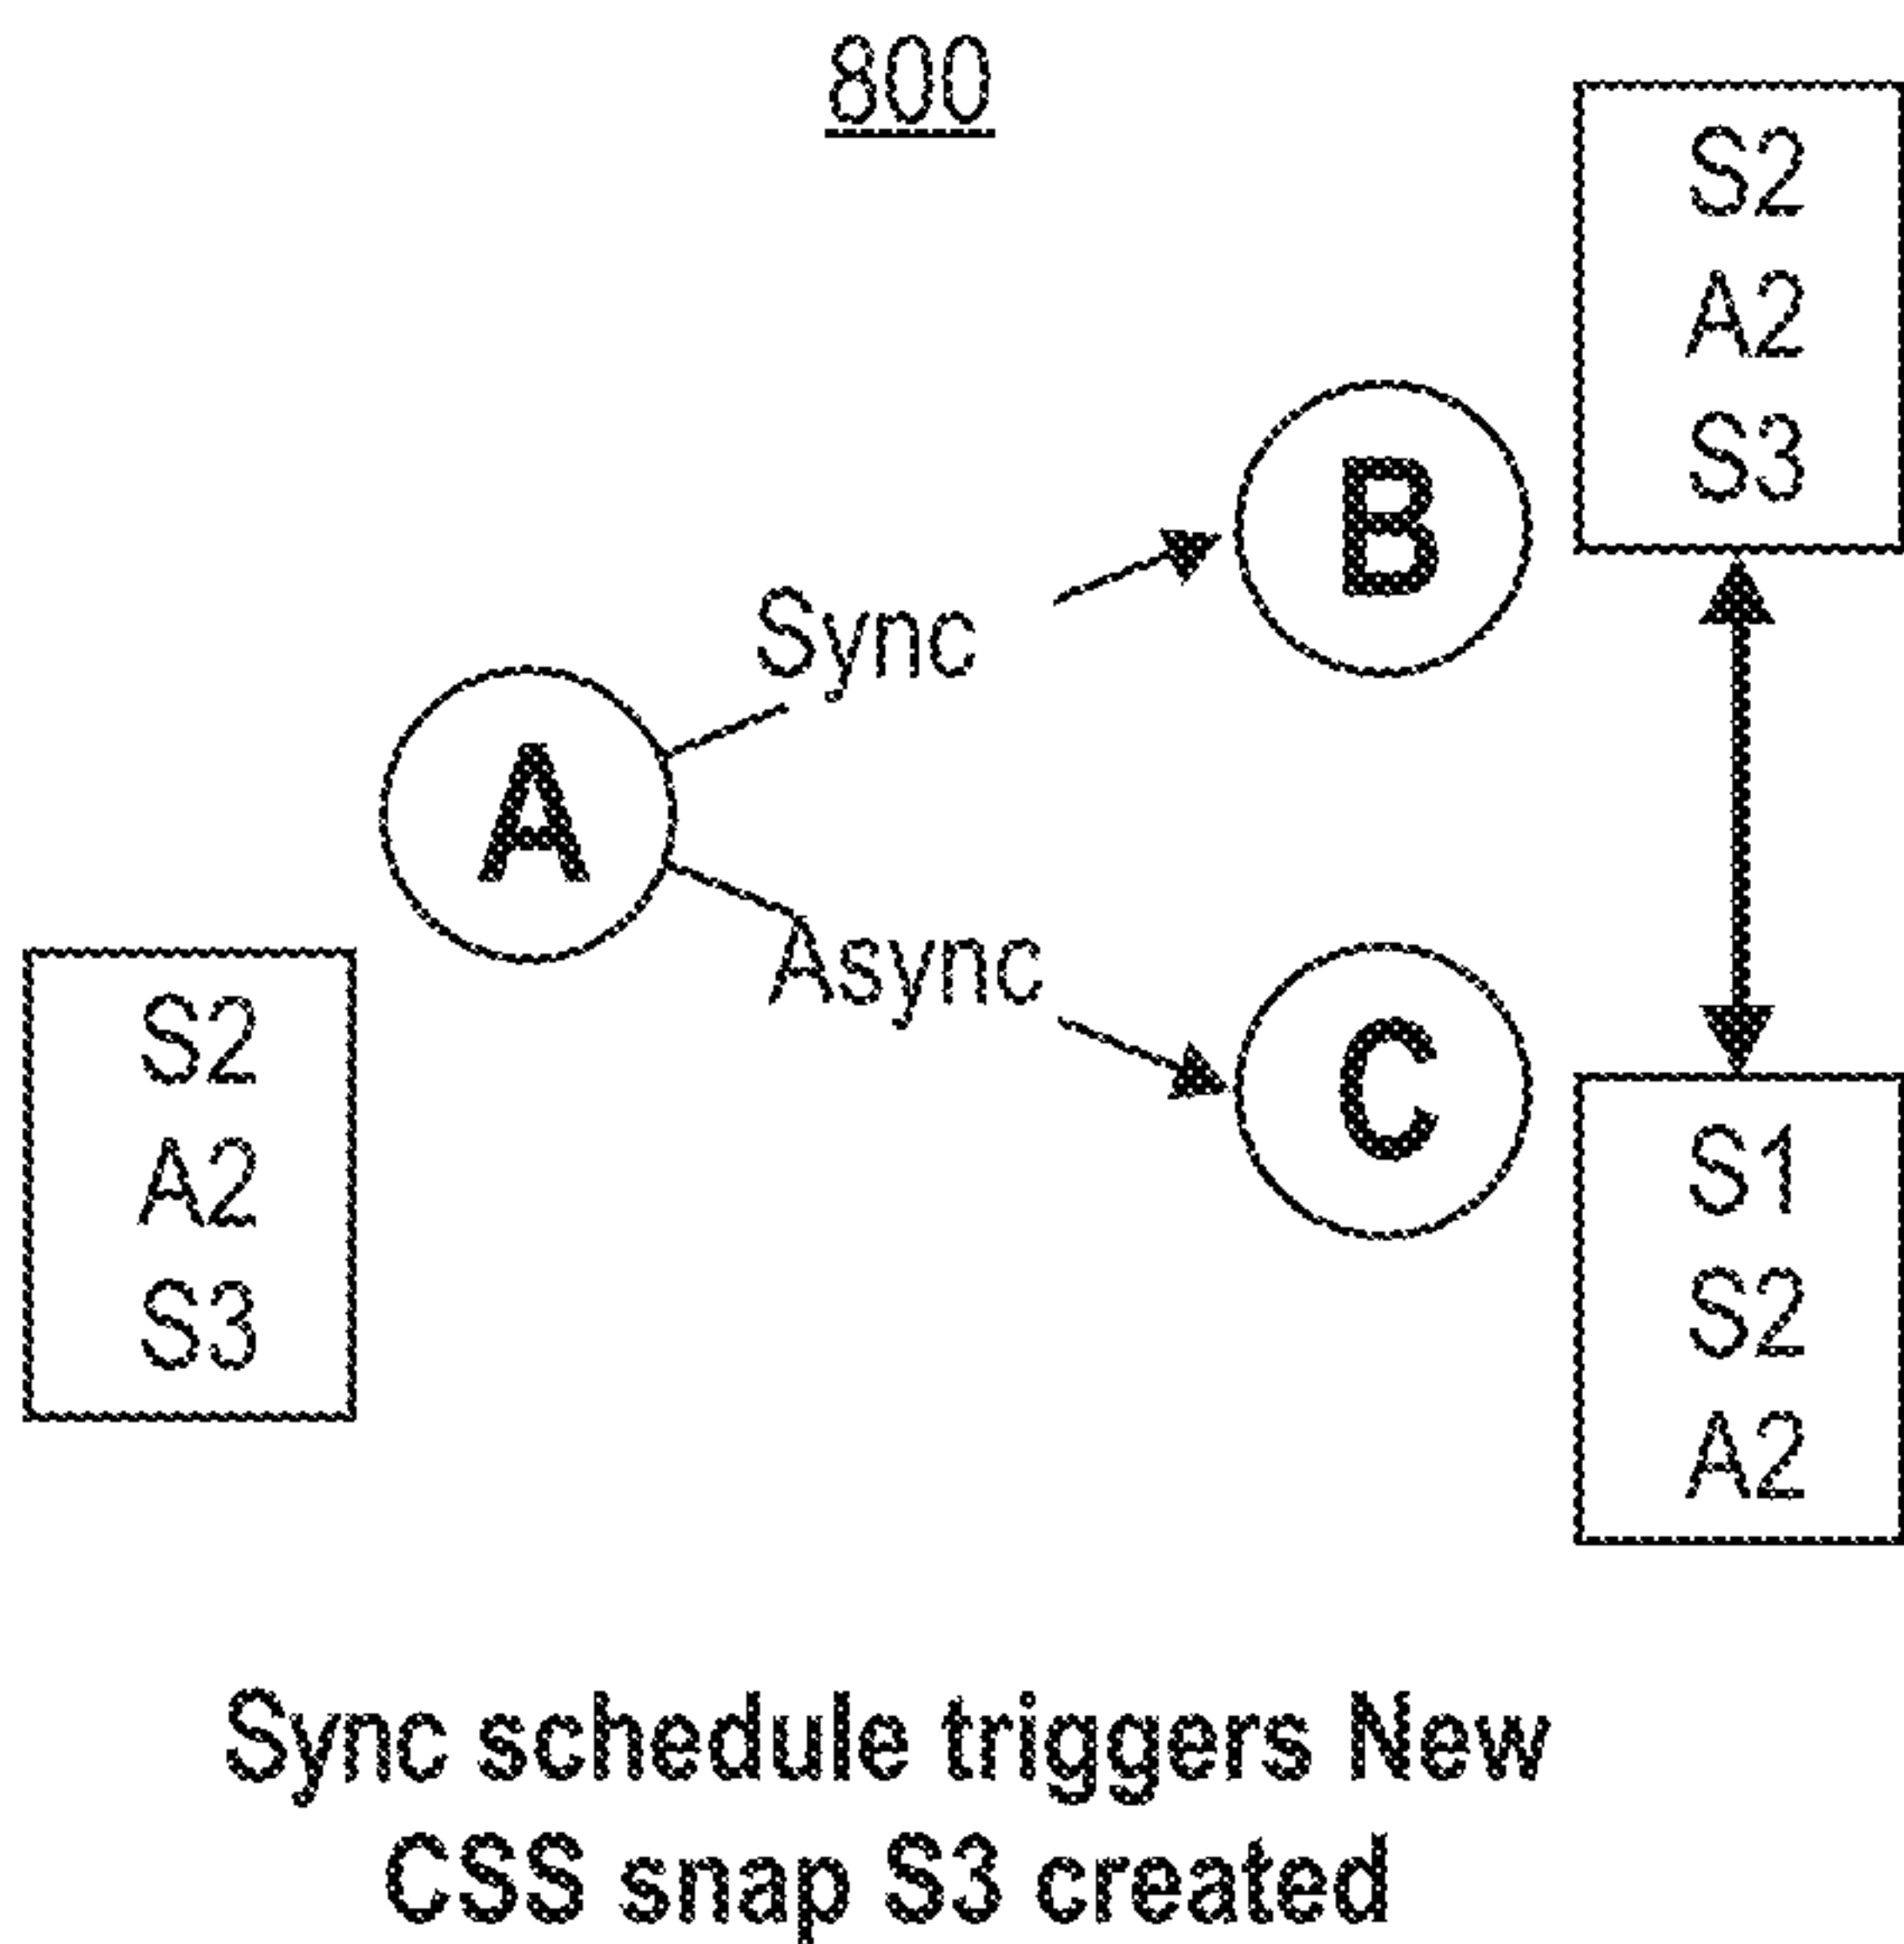 800
S2
A2
S3
B
Sync
A
Async
C
S2
A2
S3
S1
S2
A2
Sync schedule triggers New
CSS snap S3 created